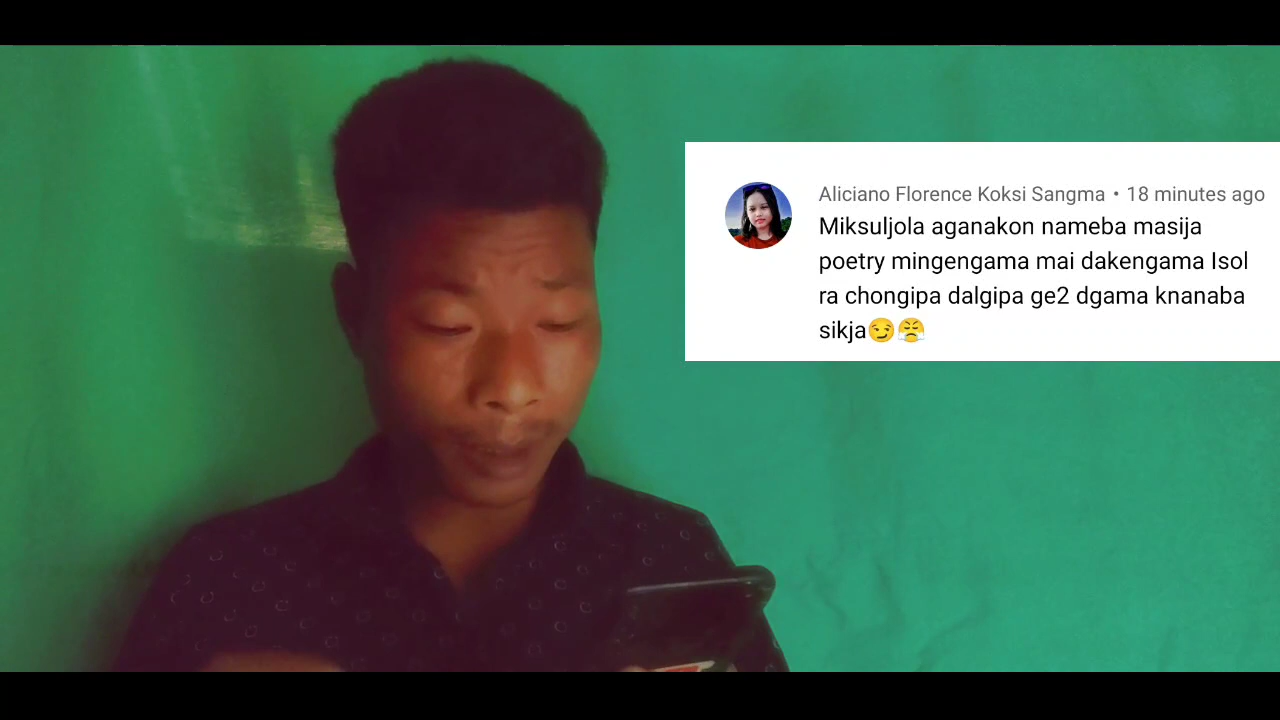 Aliciano Florence Koksi Sangma • 18 minutes ago
Miksuljola aganakon nameba masija
poetry mingengama mai dakengama Isol
ra chongipa dalgipa ge2 dgama knanaba
sikja😏😤